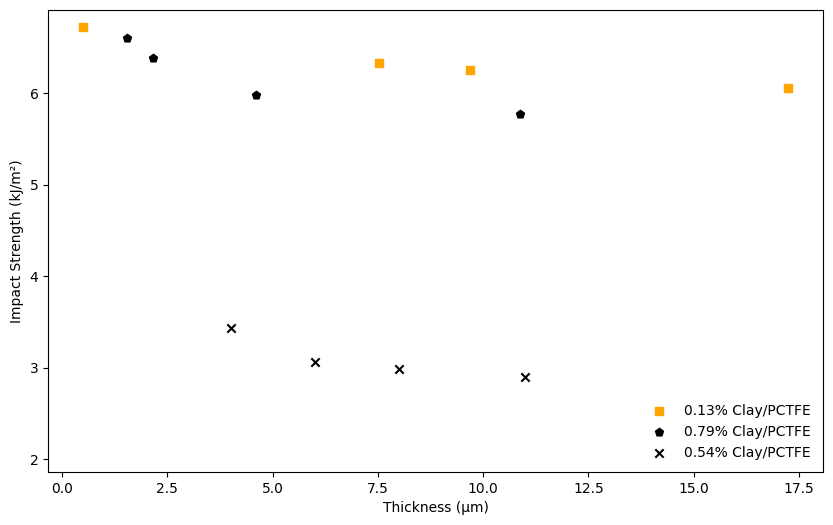 6
5
4
3
2
Impact Strength (kJ/m²)
0.13% Clay/PCTFE
0.79% Clay/PCTFE
0.54% Clay/PCTFE
0.0 2.5 5.0 7.5 10.0 12.5 15.0 17.5
Thickness (μm)